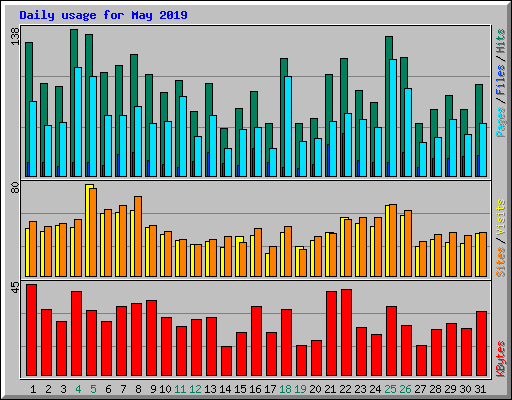 Daily usage for May 2019
138
Pages / Files / Hits
80
Sites / Visits
45
KBytes
1 2 3 4 5 6 7 8 9 10 11 12 13 14 15 16 17 18 19 20 21 22 23 24 25 26 27 28 29 30 31